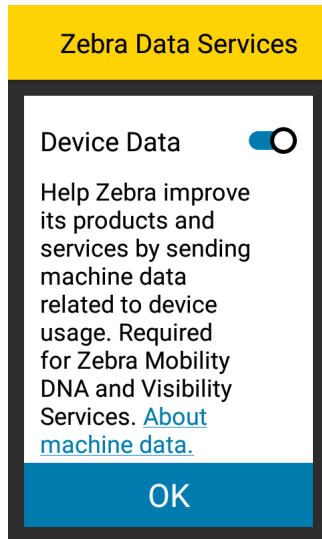 Zebra Data Services
Device Data
Help Zebra improve
its products and
services by sending
machine data
related to device
usage. Required
for Zebra Mobility
DNA and Visibility
Services. About
machine data.
OK